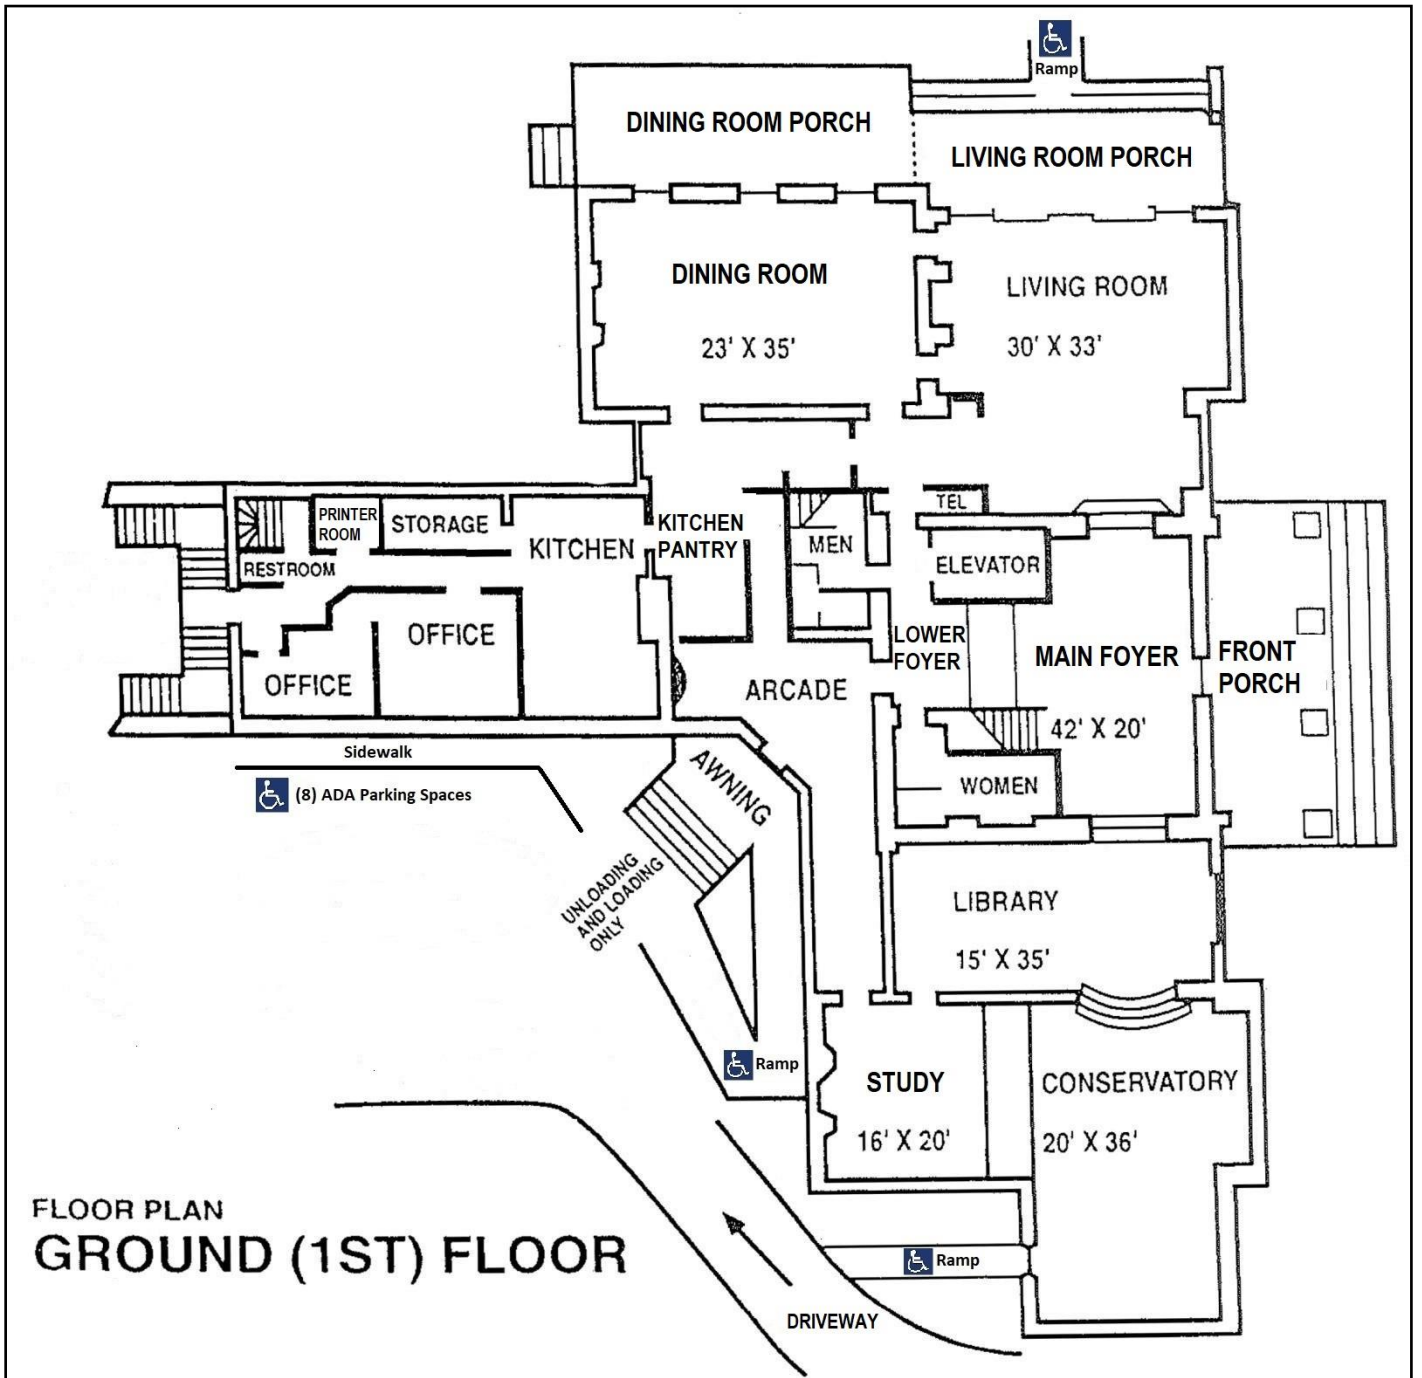 Ramp
DINING ROOM PORCH
LIVING ROOM PORCH
DINING ROOM
23' X 35'
LIVING ROOM
30' X 33'
PRINTER
ROOM
STORAGE
KITCHEN
KITCHEN
PANTRY
MEN
TEL
ELEVATOR
RESTROOM
OFFICE
OFFICE
ARCADE
LOWER
FOYER
MAIN FOYER
42' X 20'
FRONT
PORCH
Sidewalk
(8) ADA Parking Spaces
AWNING
WOMEN
UNLOADING
AND LOADING
ONLY
LIBRARY
15' X 35'
Ramp
STUDY
16' X 20'
CONSERVATORY
20' X 36'
FLOOR PLAN
GROUND (1ST) FLOOR
Ramp
DRIVEWAY